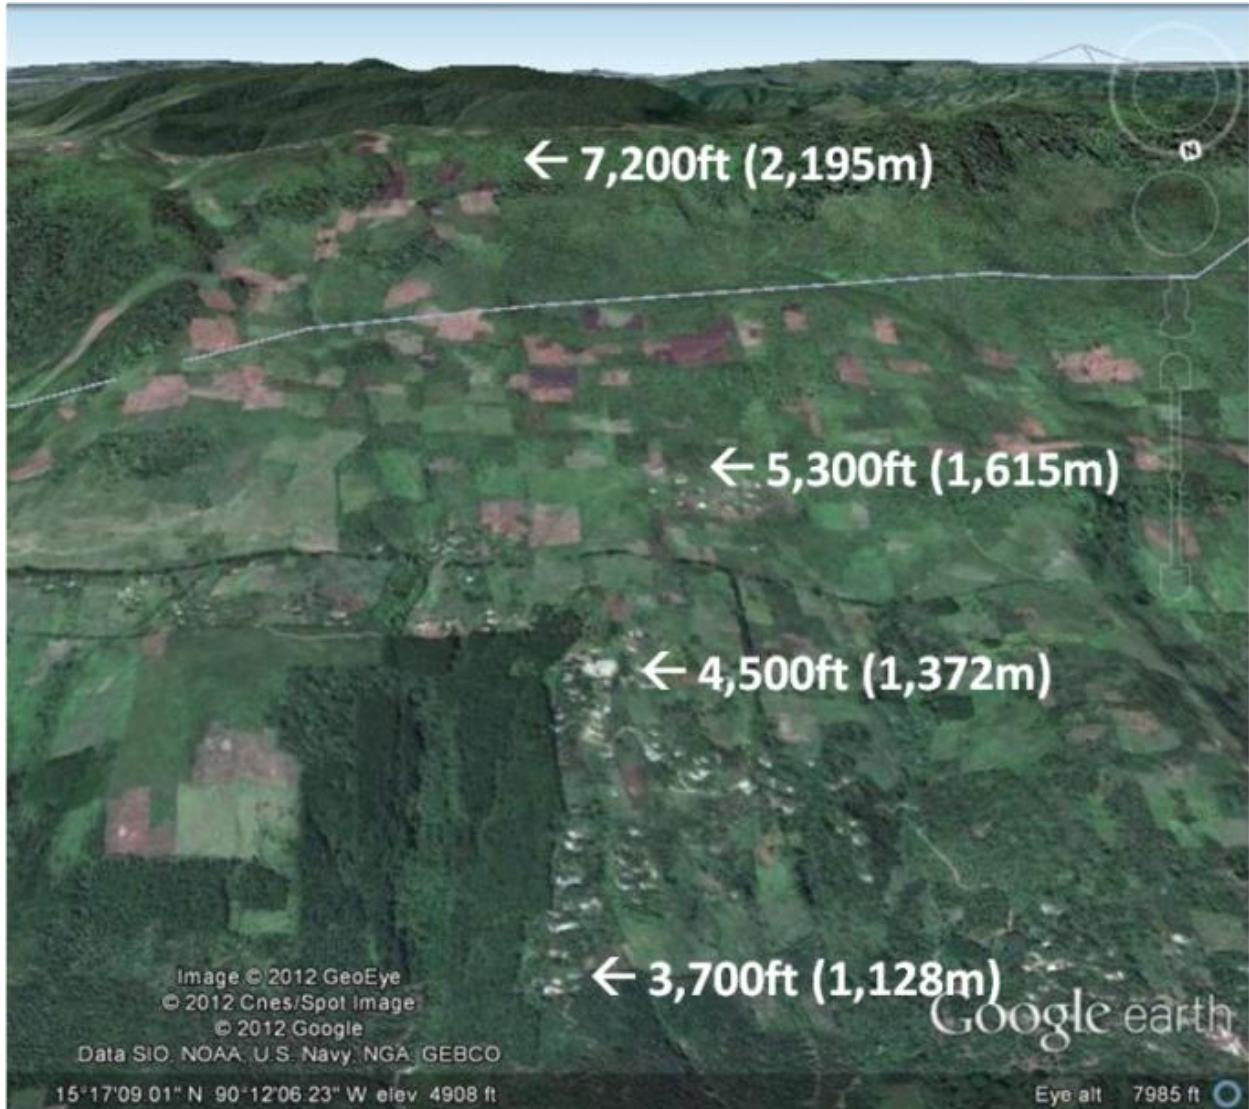 N
← 7,200ft (2,195m)
← 5,300ft (1,615m)
← 4,500ft (1,372m)
← 3,700ft (1,128m)
Image © 2012 GeoEye
© 2012 Cnes/Spot Image
© 2012 Google
Data SIO, NOAA, U.S. Navy, NGA, GEBCO
Google earth
15°17'09.01" N 90°12'06.23" W elev 4908 ft
Eye alt 7985 ft